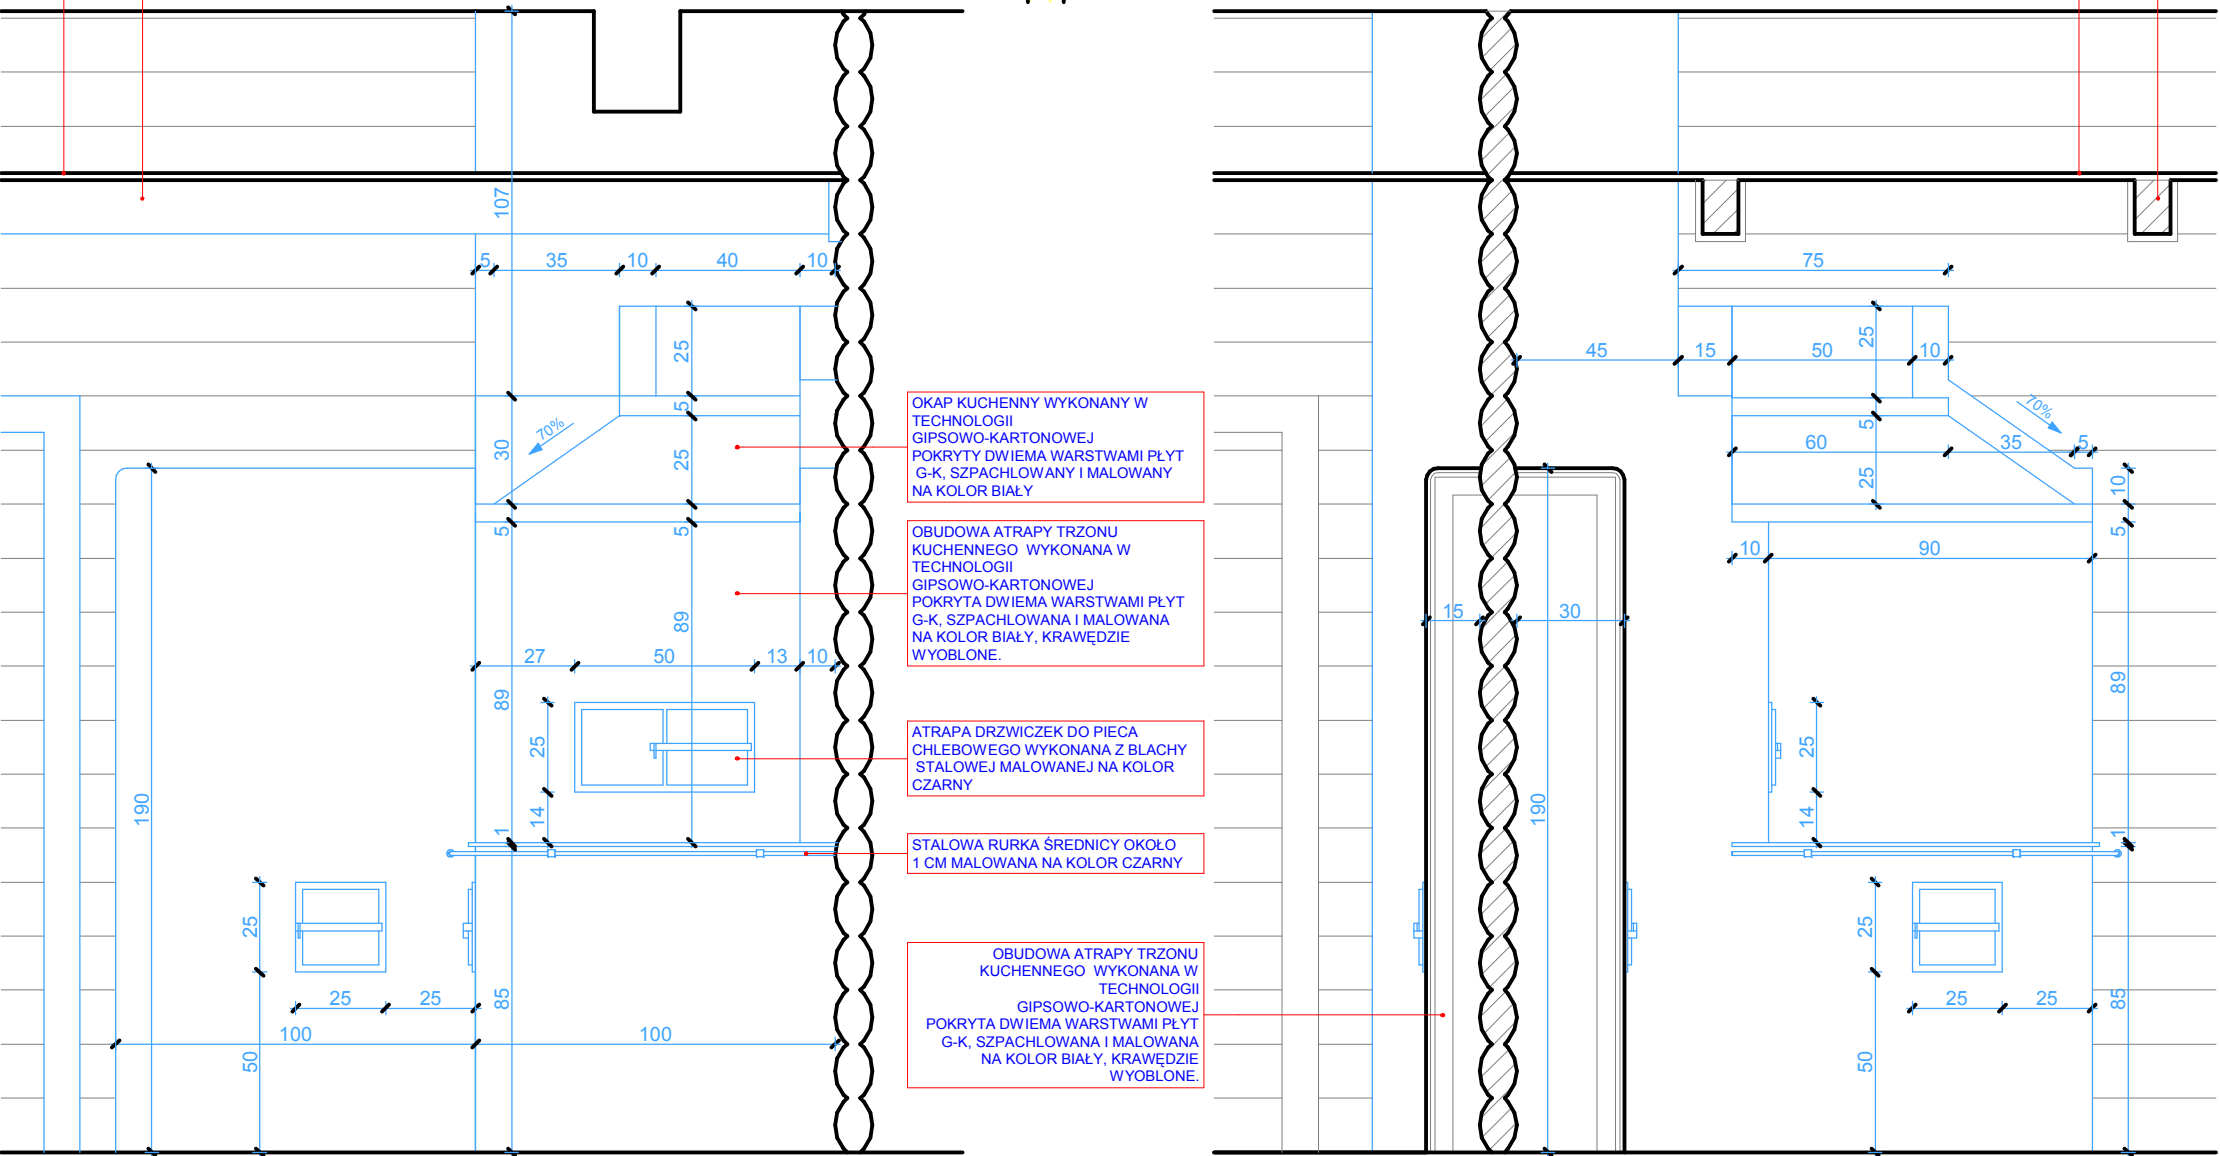 107
5 35 10 40 10
25
5
30
70%
25
5
5
89
27 50 13 10
89
25
14
1
190
25
25 25
85
100 100
50
OKAP KUCHENNY WYKONANY W
TECHNOLOGII
GIPSOWO-KARTONOWEJ
POKRYTY DWIEMA WARSTWAMI PŁYT
G-K, SZPACHLOWANY I MALOWANY
NA KOLOR BIAŁY
OBUDOWA ATRAPY TRZONU
KUCHENNEGO WYKONANA W
TECHNOLOGII
GIPSOWO-KARTONOWEJ
POKRYTA DWIEMA WARSTWAMI PŁYT
G-K, SZPACHLOWANA I MALOWANA
NA KOLOR BIAŁY, KRAWĘDZIE
WYOBLONE.
ATRAPA DRZWICZEK DO PIECA
CHLEBOWEGO WYKONANA Z BLACHY
STALOWEJ MALOWANEJ NA KOLOR
CZARNY
STALOWA RURKA ŚREDNICY OKOŁO
1 CM MALOWANA NA KOLOR CZARNY
OBUDOWA ATRAPY TRZONU
KUCHENNEGO WYKONANA W
TECHNOLOGII
GIPSOWO-KARTONOWEJ
POKRYTA DWIEMA WARSTWAMI PŁYT
G-K, SZPACHLOWANA I MALOWANA
NA KOLOR BIAŁY, KRAWĘDZIE
WYOBLONE.
75
25
45 15 50 10
70%
5
60 35 5
25
10
5
10 90
15 30
89
25
14
1
190
25
25 25
85
50